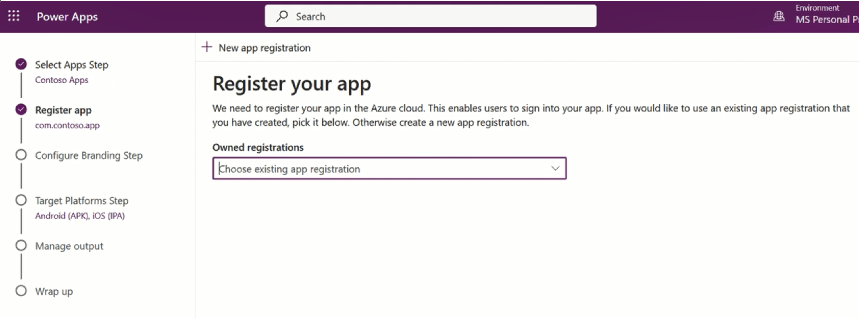 Power Apps
Search
Environment
MS Personal
Select Apps Step
Contoso Apps
Register app
com.contoso.app
Configure Branding Step
Target Platforms Step
Android (APK), iOS (IPA)
Manage output
Wrap up
New app registration
Register your app
We need to register your app in the Azure cloud. This enables users to sign into your app. If you would like to use an existing app registration that
you have created, pick it below. Otherwise create a new app registration.
Owned registrations
Choose existing app registration